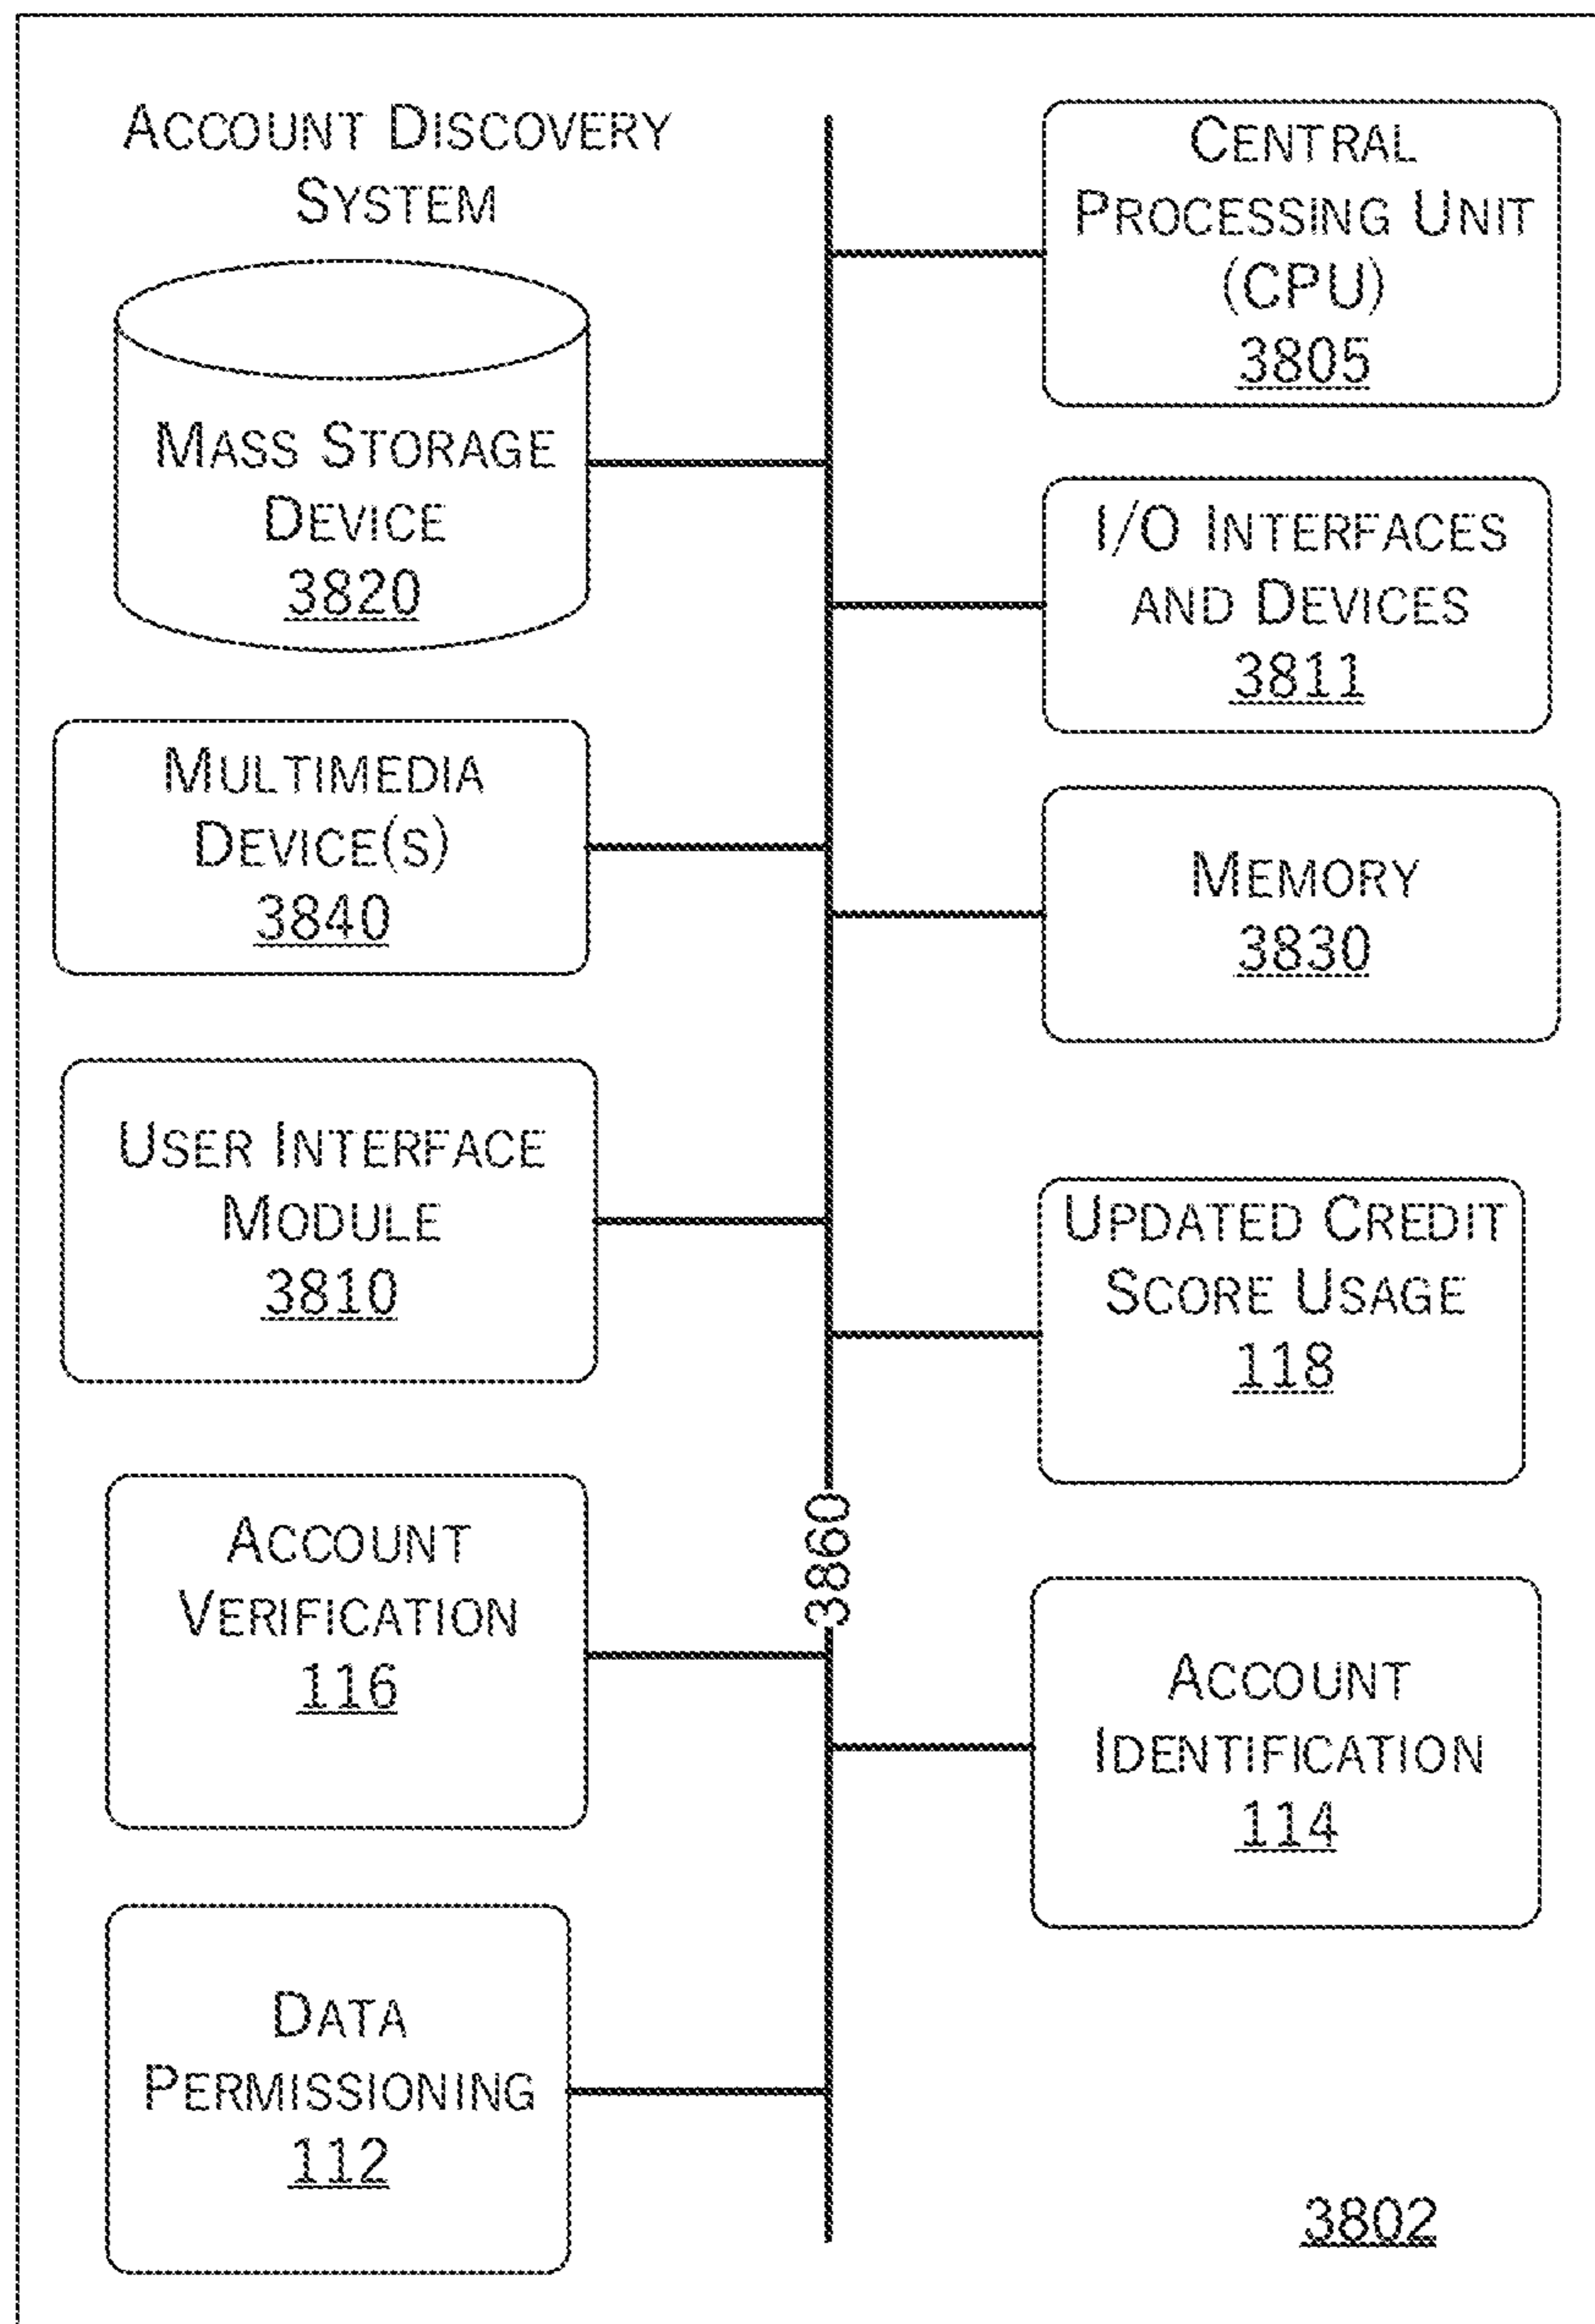 ACCOUNT DISCOVERY
SYSTEM
MASS STORAGE
DEVICE
3820
MULTIMEDIA
DEVICE(S)
3840
USER INTERFACE
MODULE
3810
ACCOUNT
VERIFICATION
116
DATA
PERMISSIONING
112
3860
CENTRAL
PROCESSING UNIT
(CPU)
3805
I/O INTERFACES
AND DEVICES
3811
MEMORY
3830
UPDATED CREDIT
SCORE USAGE
118
ACCOUNT
IDENTIFICATION
114
3802